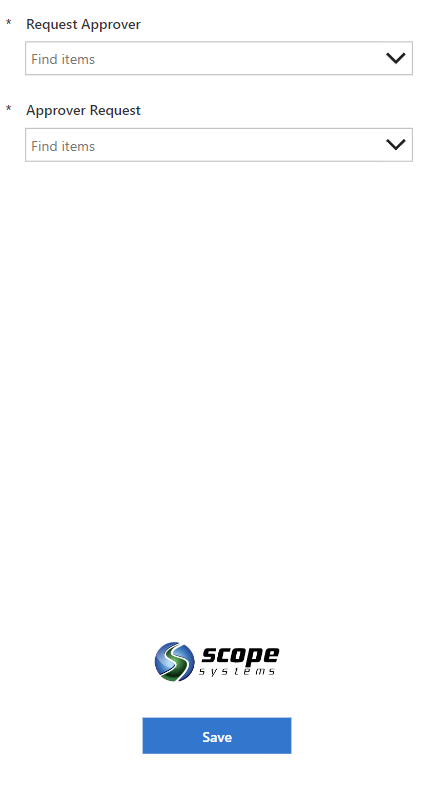 * Request Approver
Find items
* Approver Request
Find items
scope
systems
Save